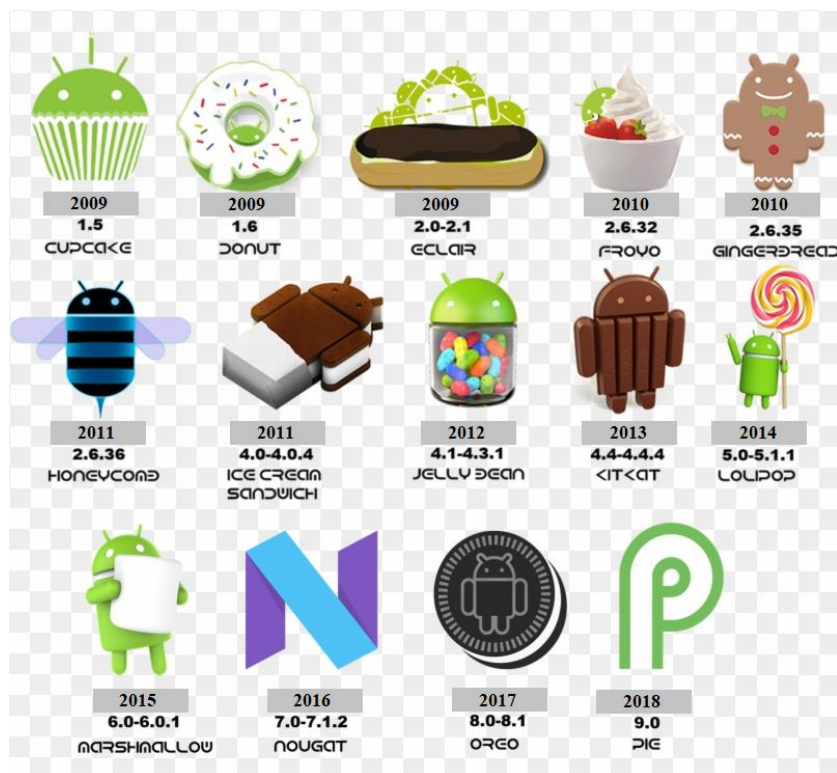 2009
1.5
CUPCAKE
2009
1.6
DONUT
2009
2.0-2.1
ECLAIR
2010
2.6.32
FROYO
2010
2.6.35
GINGERBREAD
2011
2.6.36
HONEYCOMB
2011
4.0-4.0.4
ICE CREAM
SANDWICH
2012
4.1-4.3.1
JELLY BEAN
2013
4.4-4.4.4
KITKAT
2014
5.0-5.1.1
LOLIPOP
2015
6.0-6.0.1
MARSHMALLOW
2016
7.0-7.1.2
NOUGAT
2017
8.0-8.1
OREO
2018
9.0
PIE